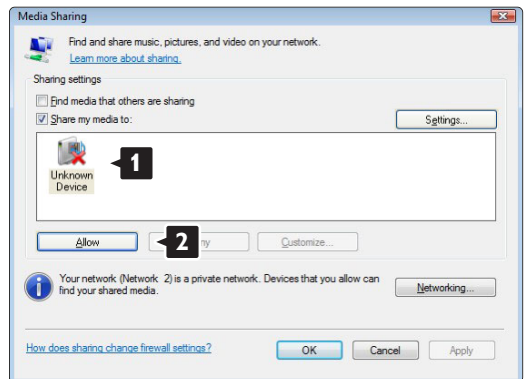 Media Sharing
Find and share music, pictures, and video on your network.
Learn more about sharing.
Sharing settings
Find media that others are sharing
Share my media to:
Settings...
Unknown
Device
1
Allow
2
Customize...
Your network (Network 2) is a private network. Devices that you allow can
find your shared media.
Networking...
How does sharing change firewall settings?
OK
Cancel
Apply